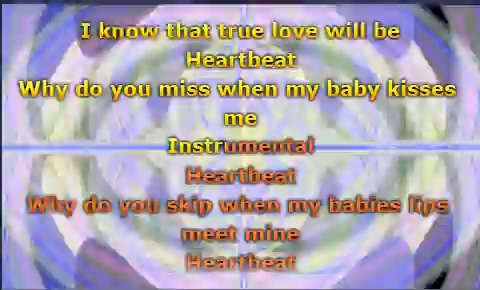 I know that true love will be
Heartbeat
Why do you miss when my baby kisses
me
Instrumental
Heartbeat
Why do you skip when my babies lips
meet mine
Heartbeat